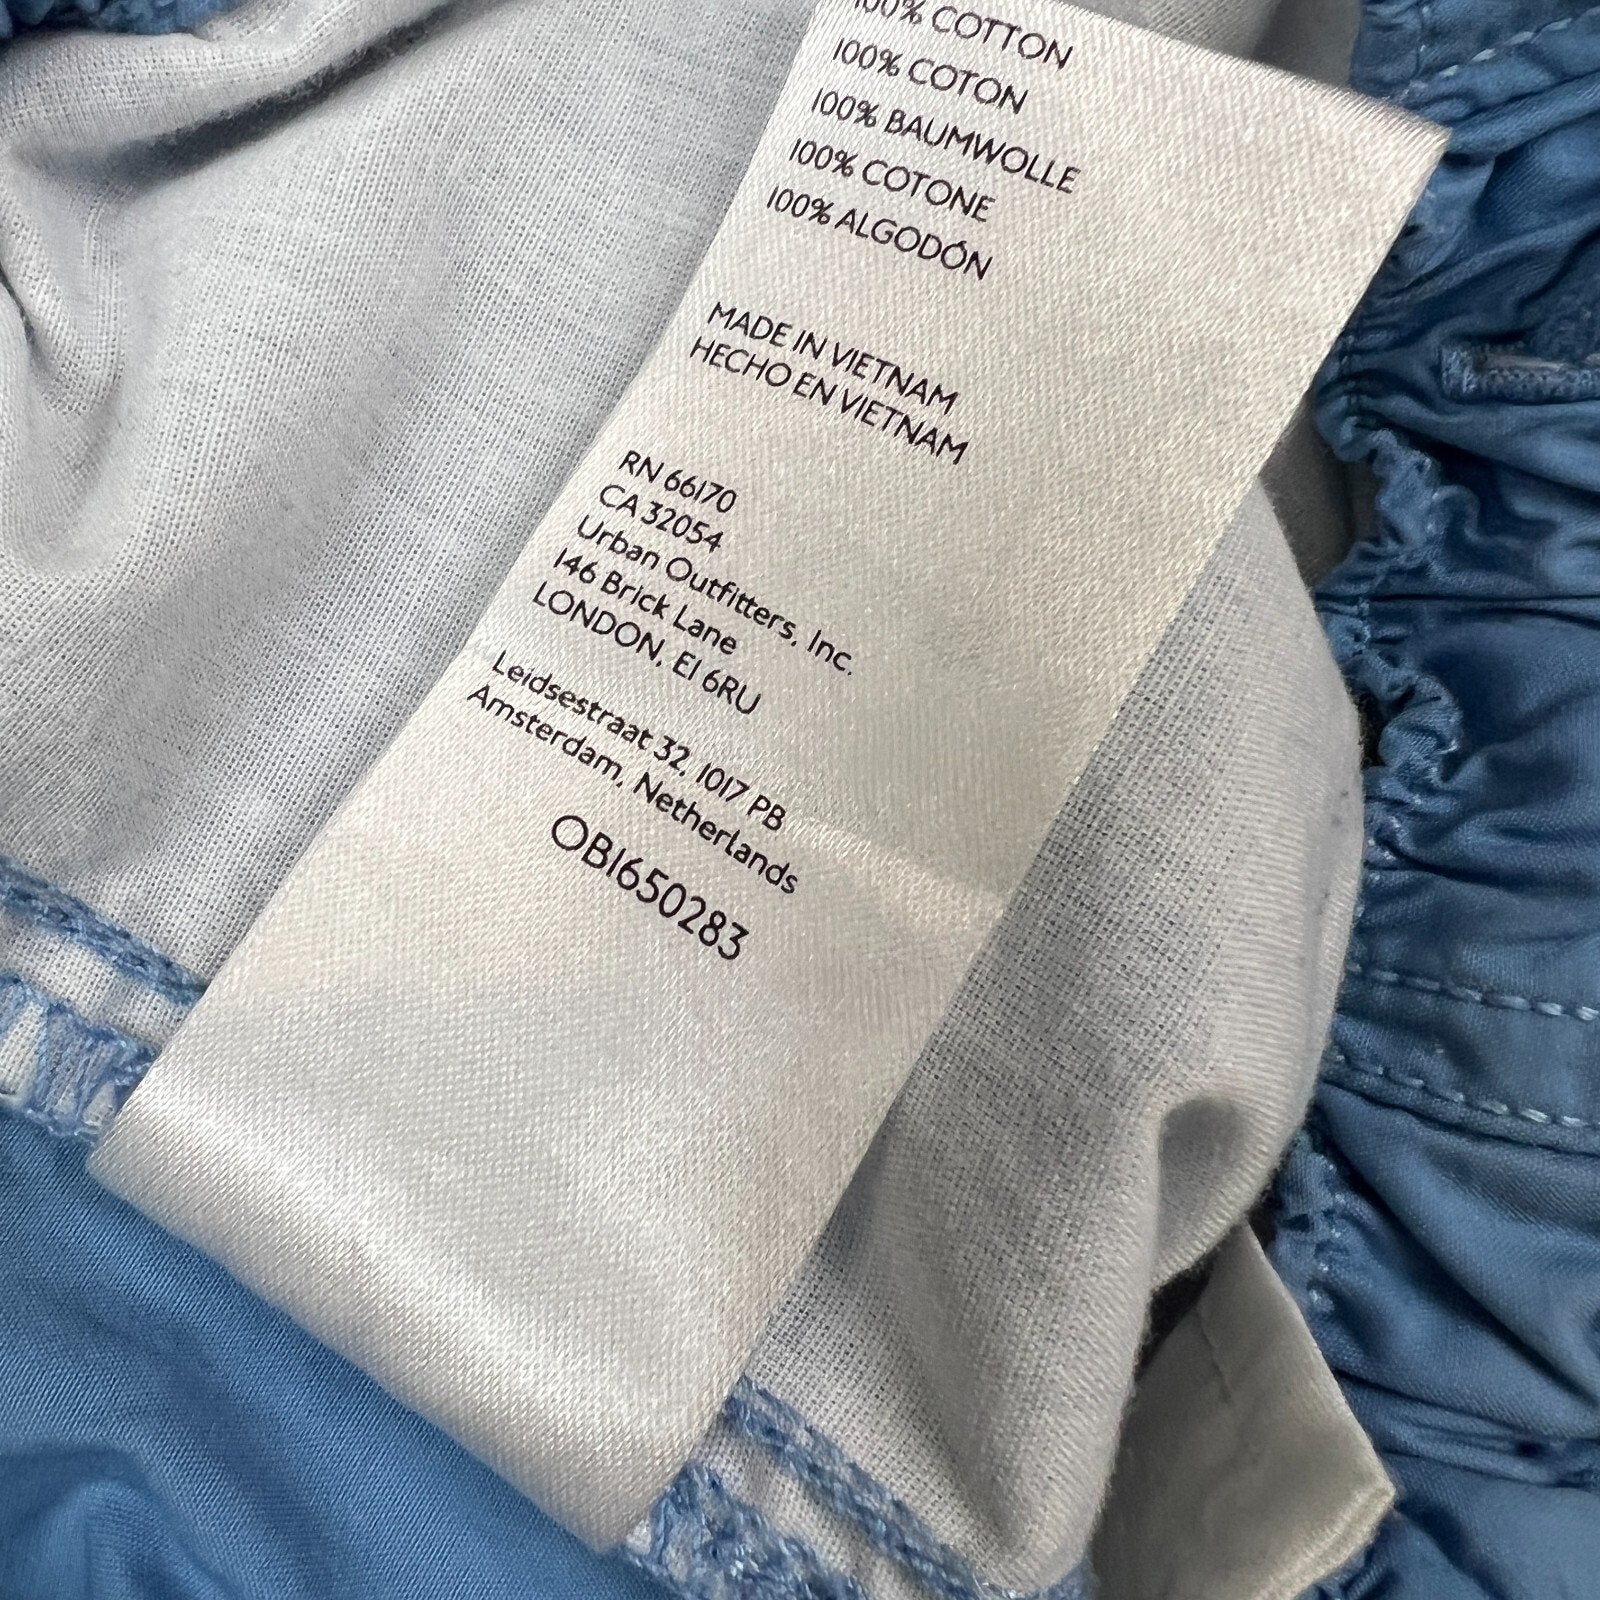 100% COTTON
100% COTON
100% BAUMWOLLE
100% COTONE
100% ALGODÓN
MADE IN VIETNAM
HECHO EN VIETNAM
RN 66170
CA 32054
Urban Outfitters, Inc.
146 Brick Lane
LONDON, E1 6RU
Leidsestraat 32, 1017 PB
Amsterdam, Netherlands
OB1650283